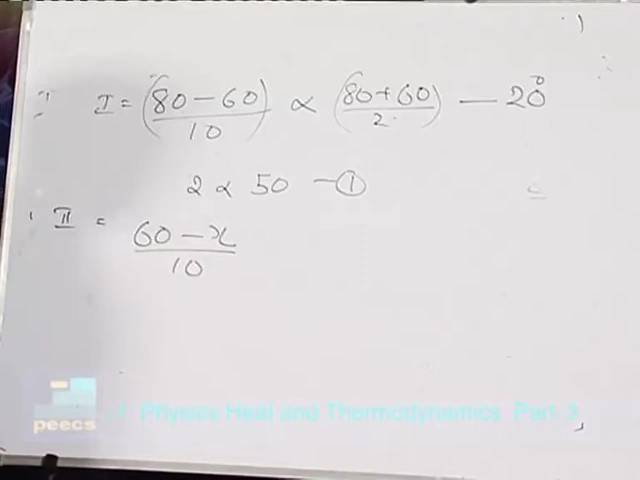 I = (80 − 60 / 10) ∝ (80 + 60 / 2) — 20°
2 ∝ 50 — ①
II = 60 − x / 10
1 Physics Heat and Thermodynamics Part 3
peecs